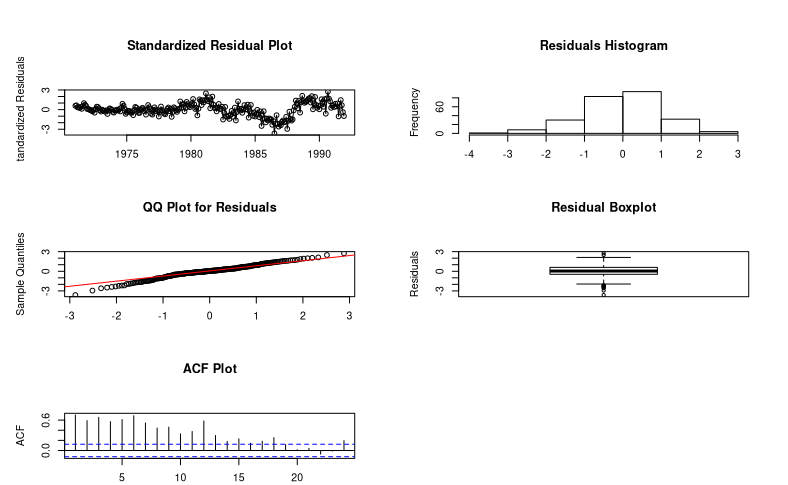 Standardized Residual Plot
tandardized Residuals
3
0
-3
1975 1980 1985 1990
Residuals Histogram
Frequency
60
0
-4 -3 -2 -1 0 1 2 3
QQ Plot for Residuals
Sample Quantiles
3
0
-3
-3 -2 -1 0 1 2 3
Residual Boxplot
Residuals
3
0
-3
ACF Plot
ACF
0.6
0.0
5 10 15 20